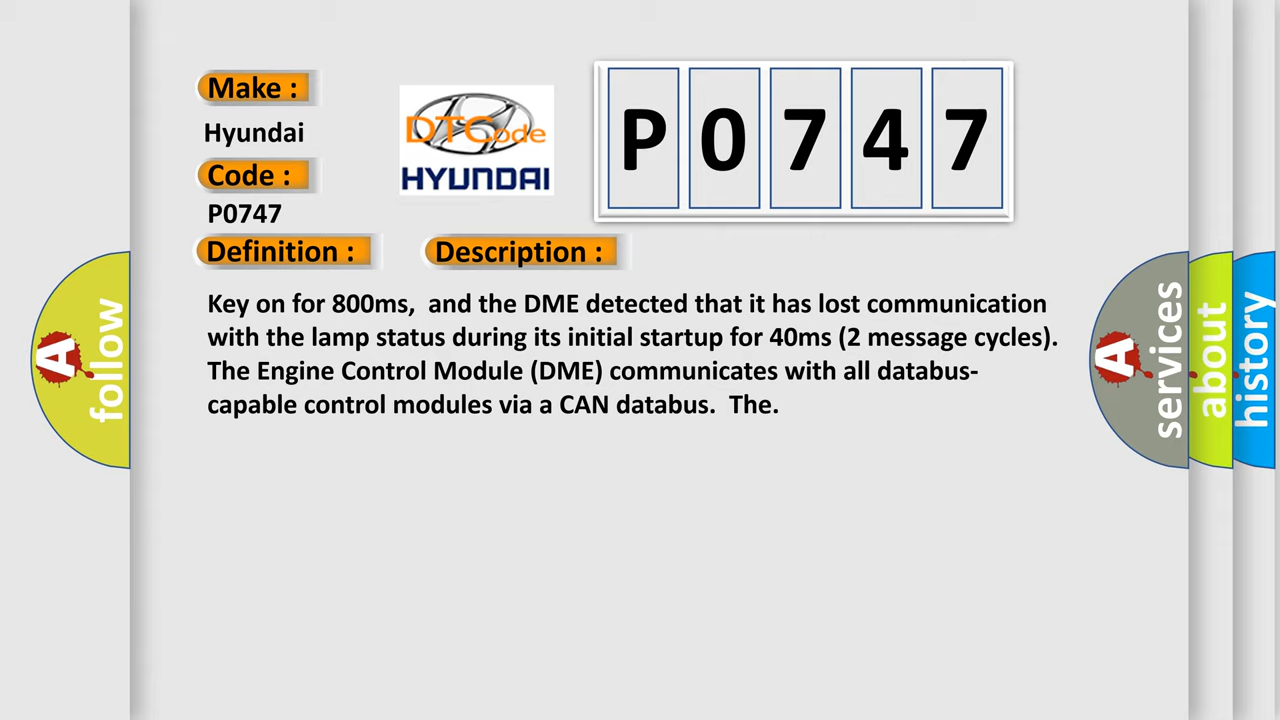 Make :
Hyundai
Code :
P0747
Definition :
Description :
DTCode
HYUNDAI
P 0 7 4 7
Key on for 800ms,  and the DME detected that it has lost communication
with the lamp status during its initial startup for 40ms (2 message cycles).
The Engine Control Module (DME) communicates with all databus-
capable control modules via a CAN databus  The.
A
follow
A
services
about
history